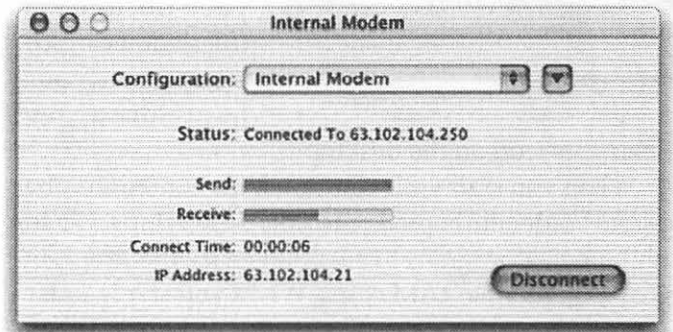 Internal Modem
Configuration: Internal Modem
Status: Connected To 63.102.104.250
Send:
Receive:
Connect Time: 00:00:06
IP Address: 63.102.104.21
Disconnect